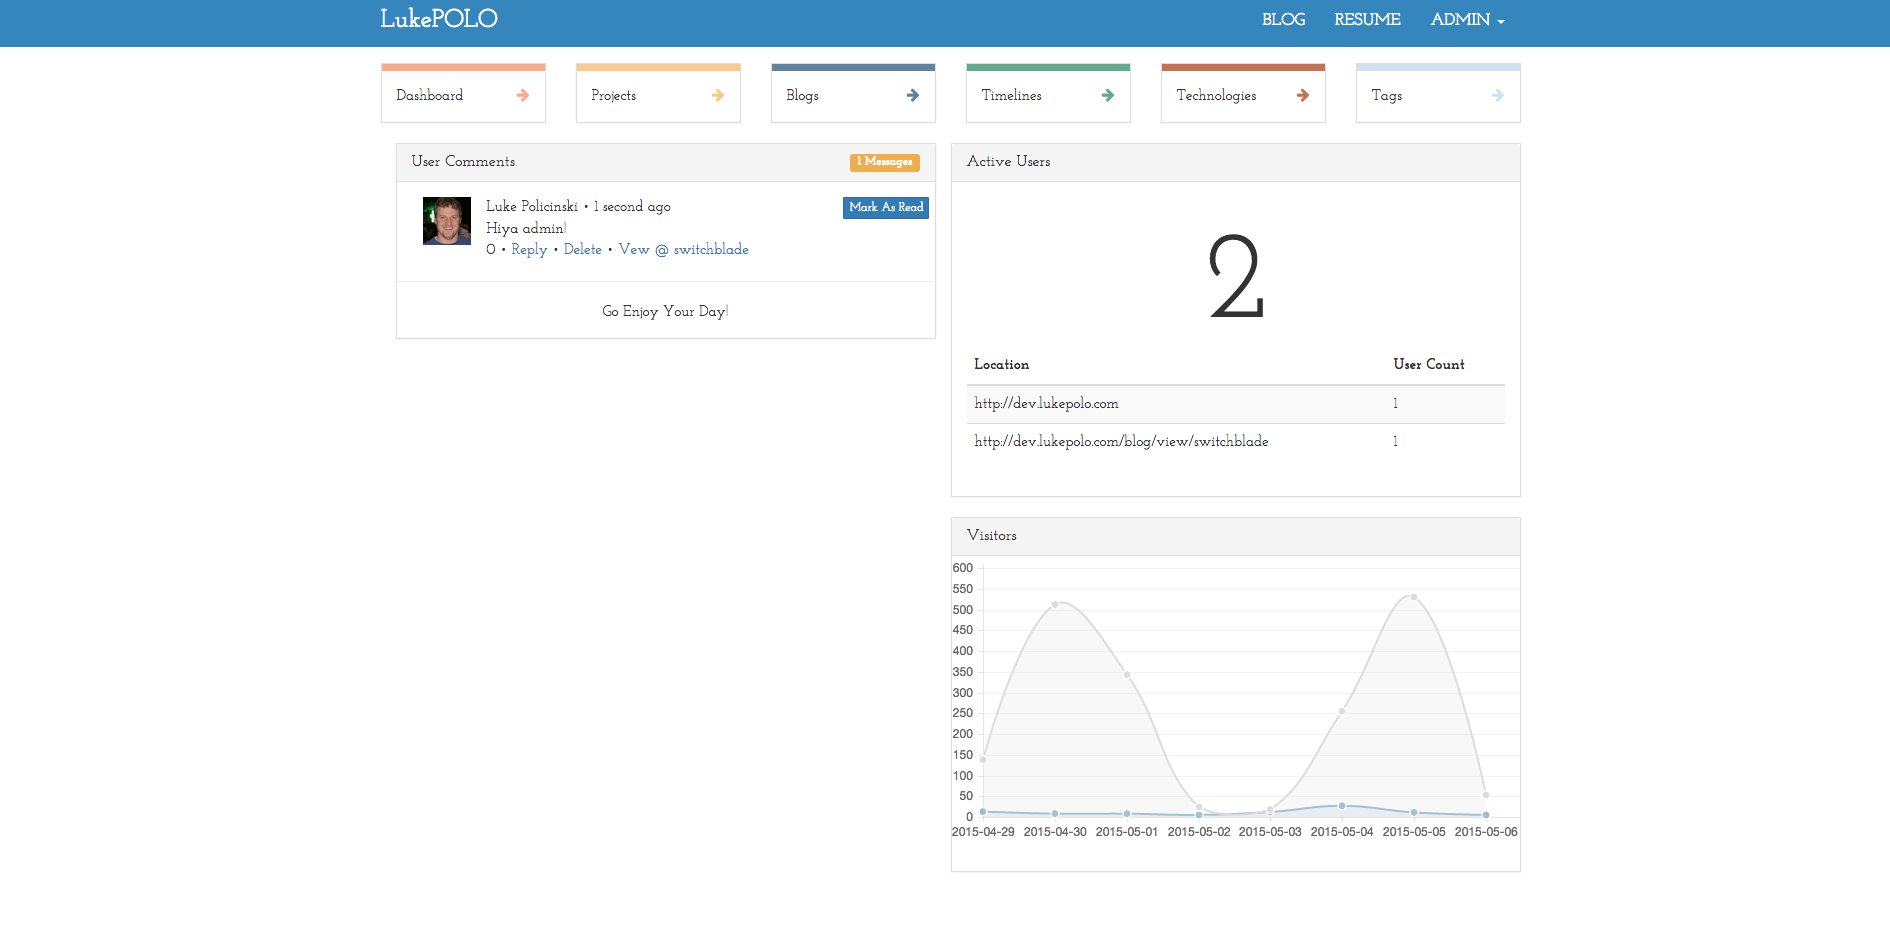 LukePOLO
BLOG RESUME ADMIN
Dashboard
Projects
Blogs
Timelines
Technologies
Tags
User Comments
1 Messages
Luke Policinski • 1 second ago
Mark As Read
Hiya admin!
0 • Reply • Delete • Vew @ switchblade
Go Enjoy Your Day!
Active Users
2
Location User Count
http://dev.lukepolo.com 1
http://dev.lukepolo.com/blog/view/switchblade 1
Visitors
600
550
500
450
400
350
300
250
200
150
100
50
0
2015-04-29 2015-04-30 2015-05-01 2015-05-02 2015-05-03 2015-05-04 2015-05-05 2015-05-06